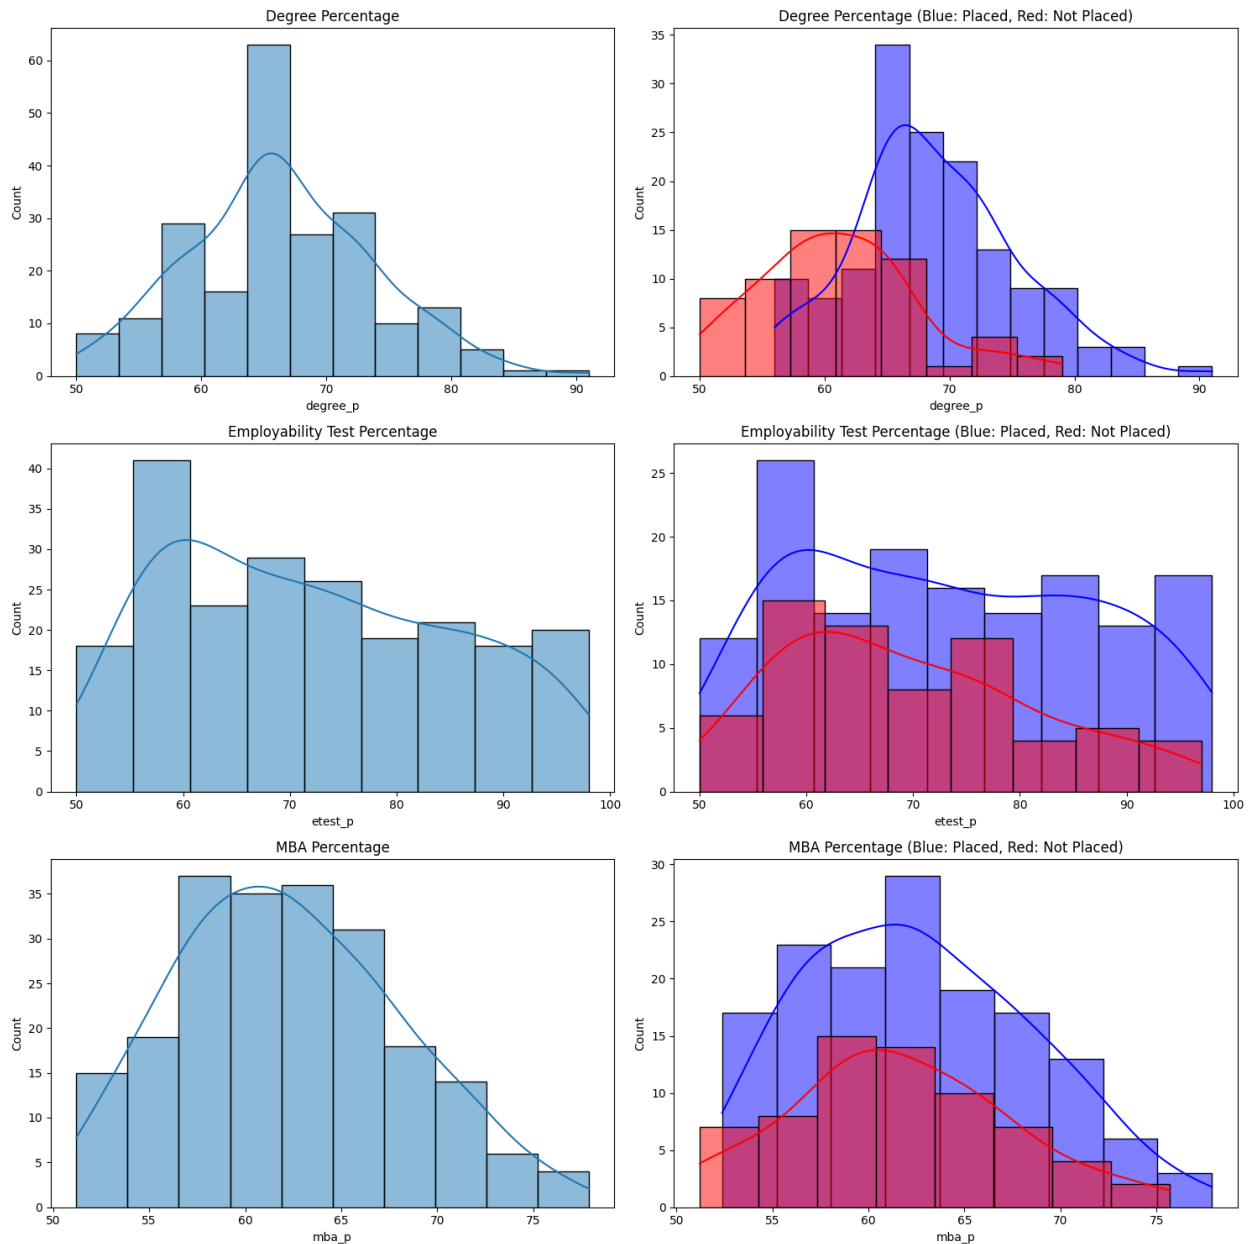 Degree Percentage
60
50
40
30
20
10
0
Count
50 60 70 80 90
degree_p
Degree Percentage (Blue: Placed, Red: Not Placed)
35
30
25
20
15
10
5
0
Count
50 60 70 80 90
degree_p
Employability Test Percentage
40
35
30
25
20
15
10
5
0
Count
50 60 70 80 90 100
etest_p
Employability Test Percentage (Blue: Placed, Red: Not Placed)
25
20
15
10
5
0
Count
50 60 70 80 90 100
etest_p
MBA Percentage
35
30
25
20
15
10
5
0
Count
50 55 60 65 70 75
mba_p
MBA Percentage (Blue: Placed, Red: Not Placed)
30
25
20
15
10
5
0
Count
50 55 60 65 70 75
mba_p